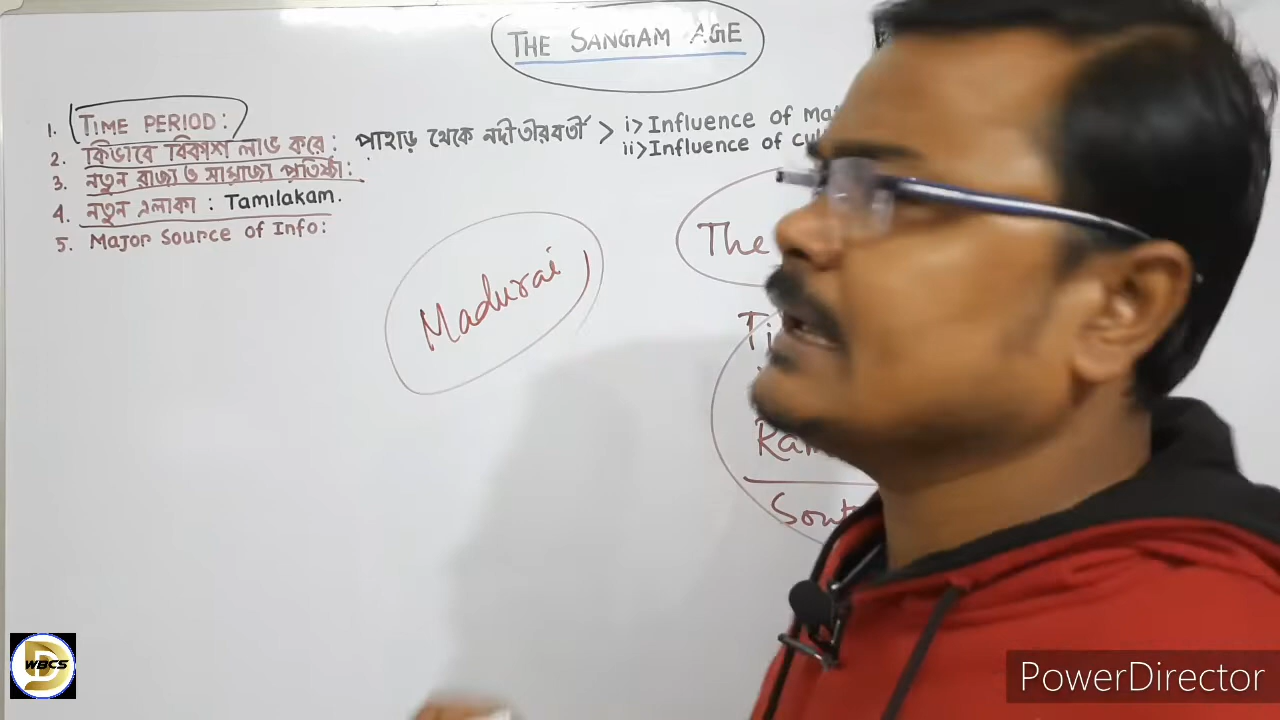 THE SANGAM AGE
1. TIME PERIOD:
2. কিভাবে বিকাশ লাভ করে : পাহাড় থেকে নদীতীরবর্তী > i> Influence of
ii> Influence of
3. নতুন রাজা ও সাম্রাজ্য প্রতিষ্ঠা:
4. নতুন এলাকা : Tamilakam.
5. Major Source of Info:
Madurai
The
WBCS
PowerDirector